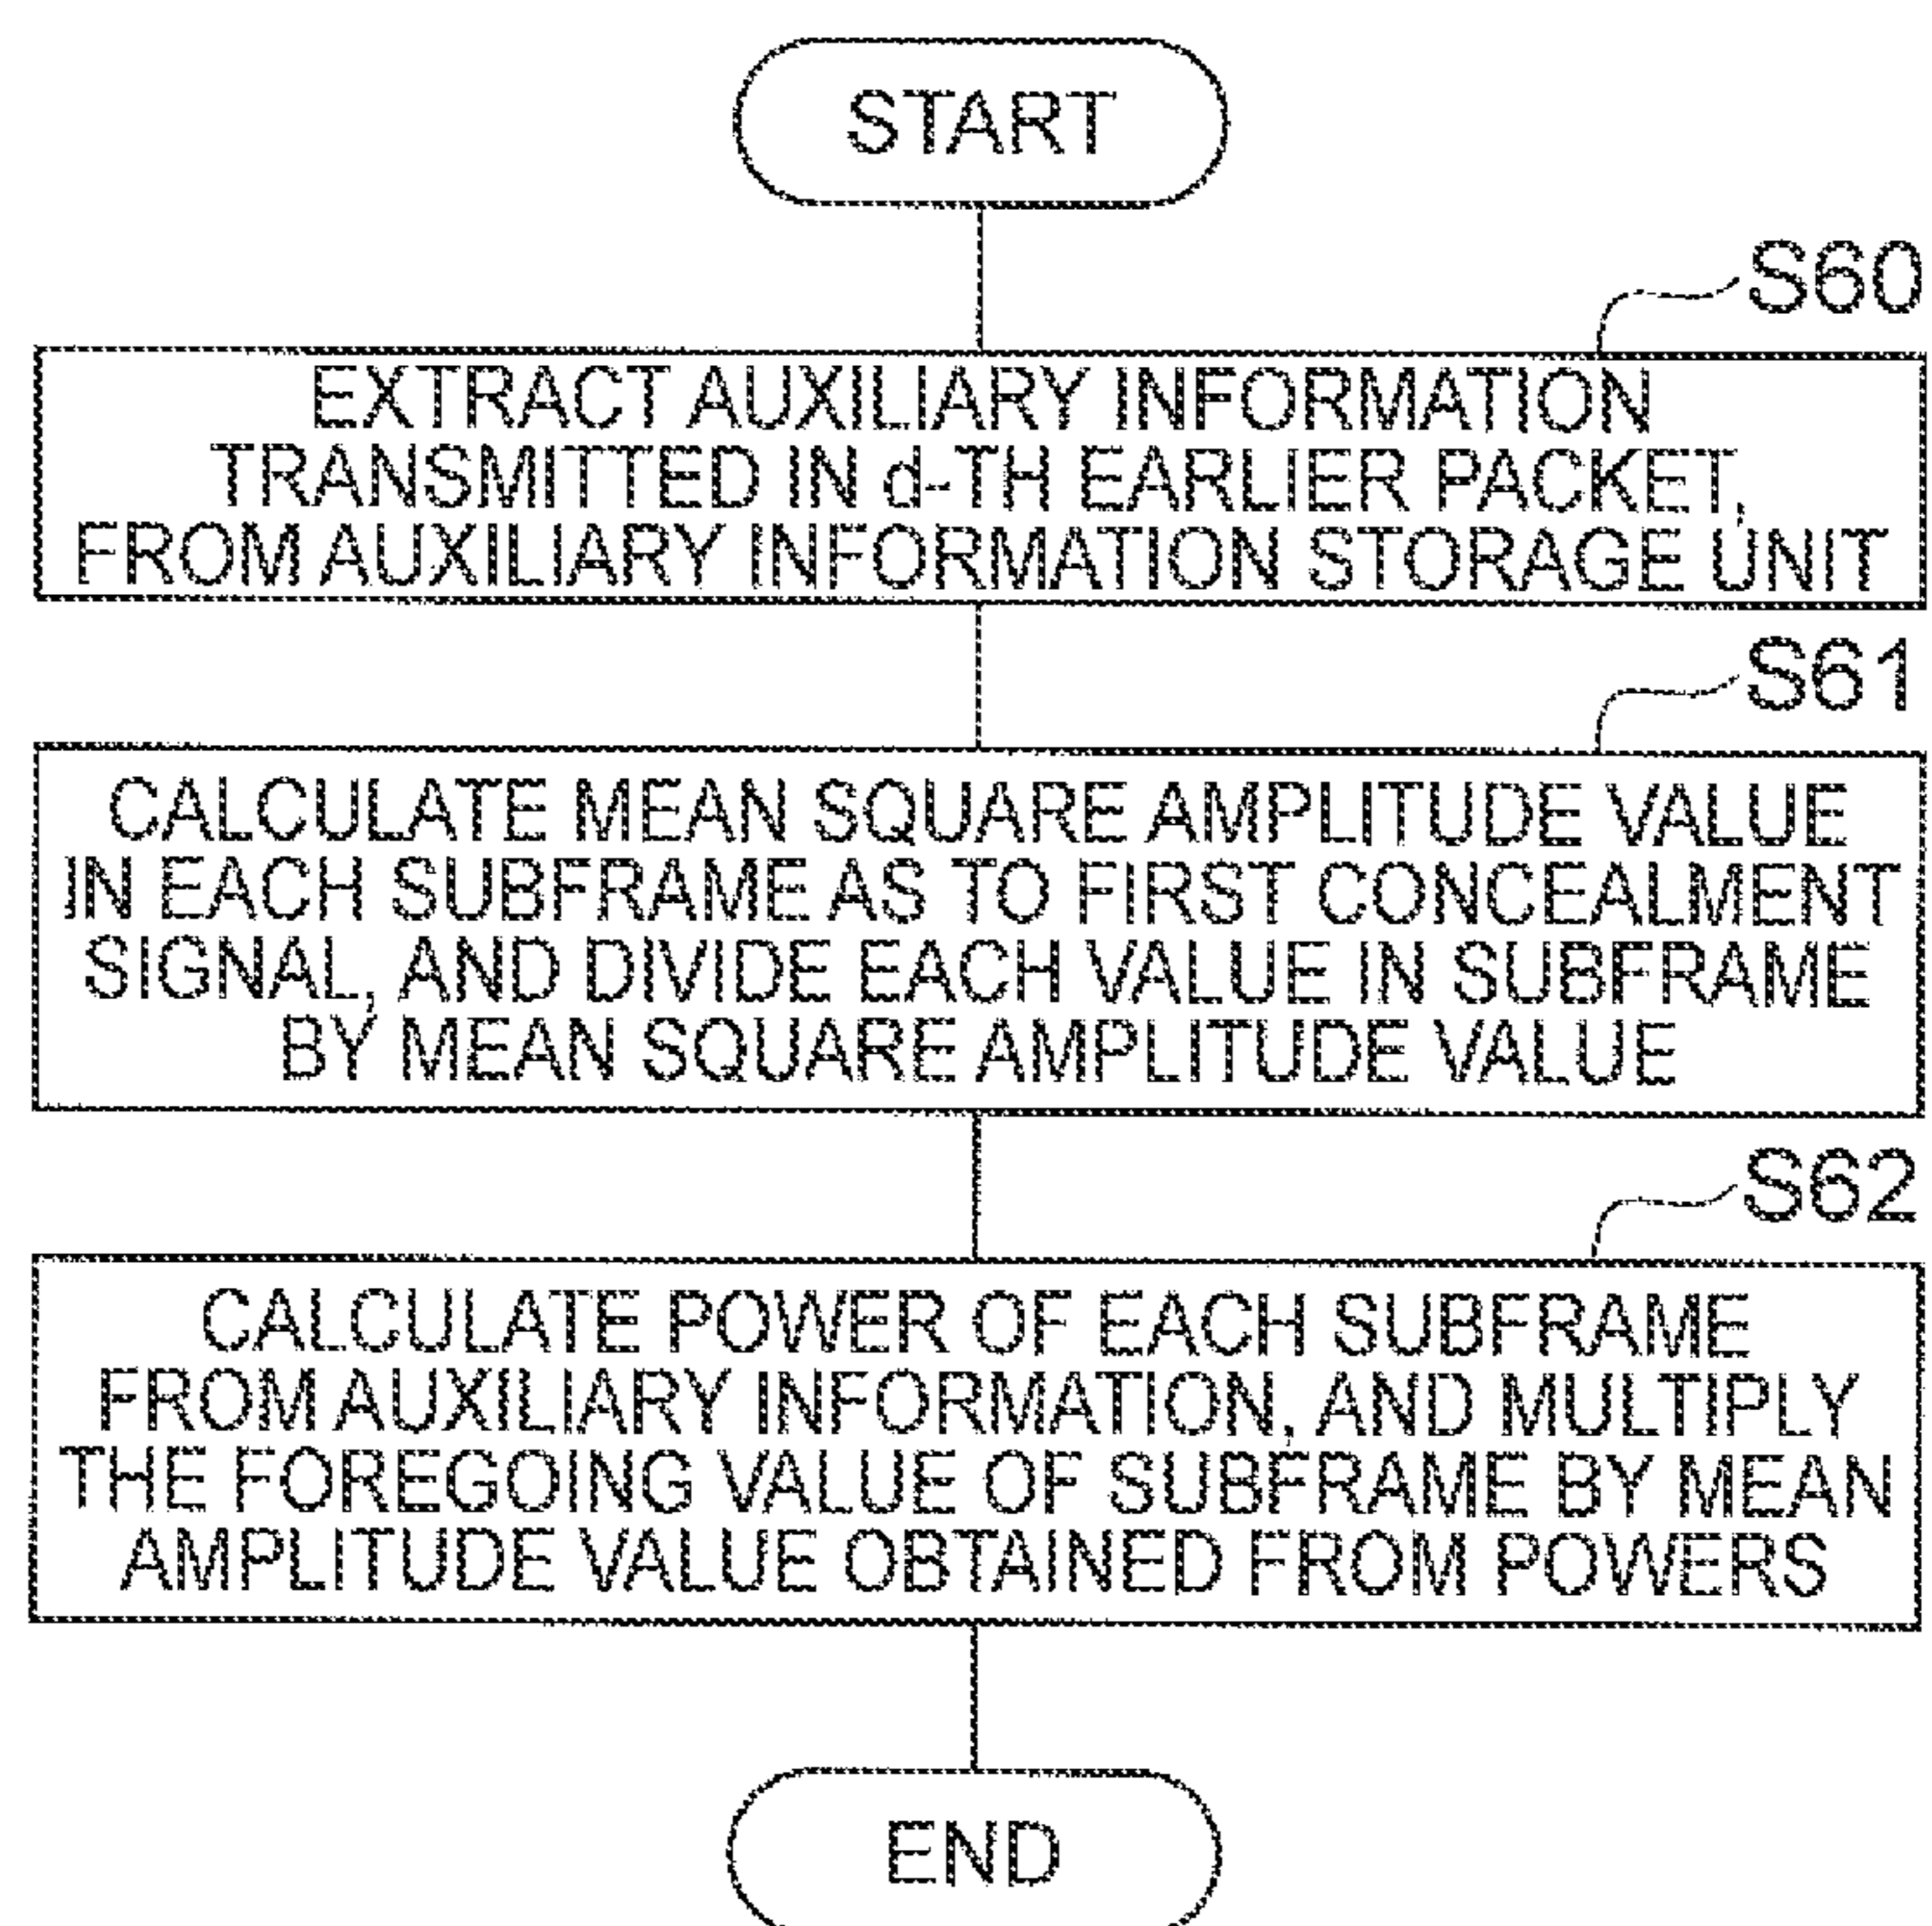 START
S60
EXTRACT AUXILIARY INFORMATION
TRANSMITTED IN d-TH EARLIER PACKET,
FROM AUXILIARY INFORMATION STORAGE UNIT
S61
CALCULATE MEAN SQUARE AMPLITUDE VALUE
IN EACH SUBFRAME AS TO FIRST CONCEALMENT
SIGNAL, AND DIVIDE EACH VALUE IN SUBFRAME
BY MEAN SQUARE AMPLITUDE VALUE
S62
CALCULATE POWER OF EACH SUBFRAME
FROM AUXILIARY INFORMATION, AND MULTIPLY
THE FOREGOING VALUE OF SUBFRAME BY MEAN
AMPLITUDE VALUE OBTAINED FROM POWERS
END